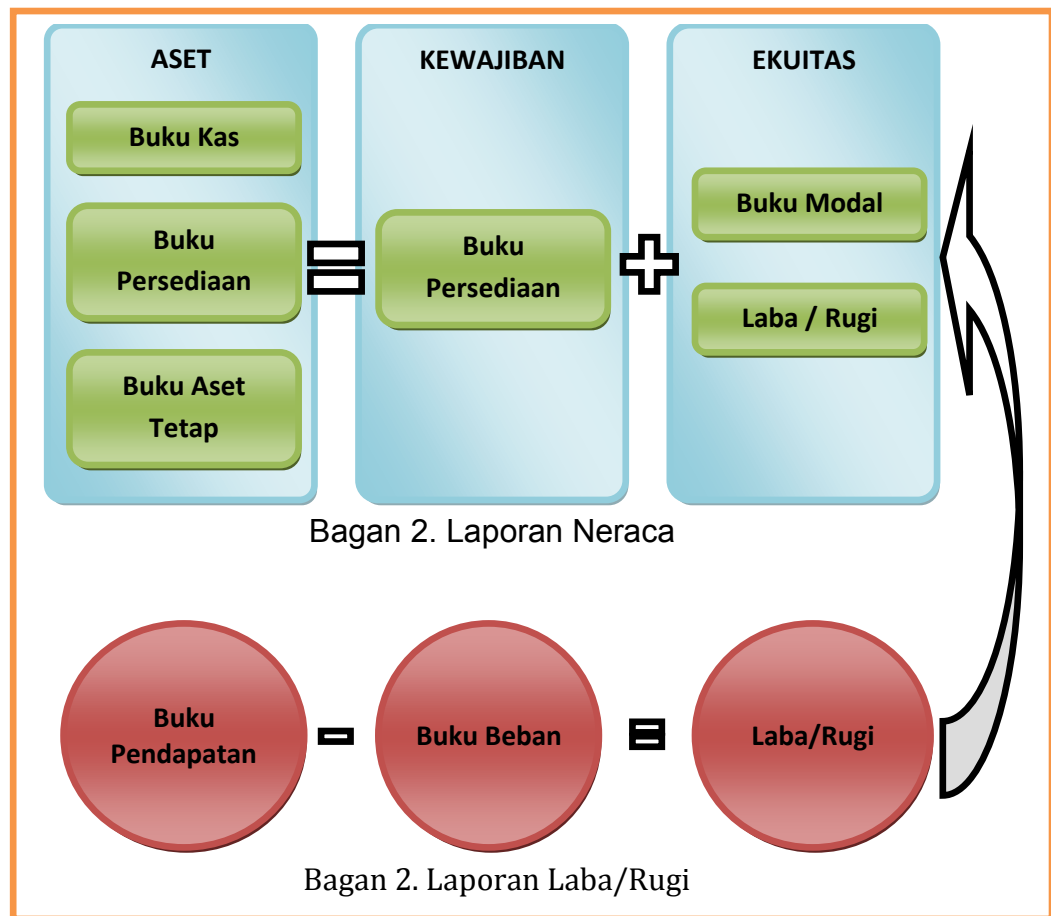 ASET
Buku Kas
Buku
Persediaan
Buku Aset
Tetap
KEWAJIBAN
Buku
Persediaan
EKUITAS
Buku Modal
Laba / Rugi
Bagan 2. Laporan Neraca
Buku
Pendapatan
Buku Beban
Laba/Rugi
Bagan 2. Laporan Laba/Rugi